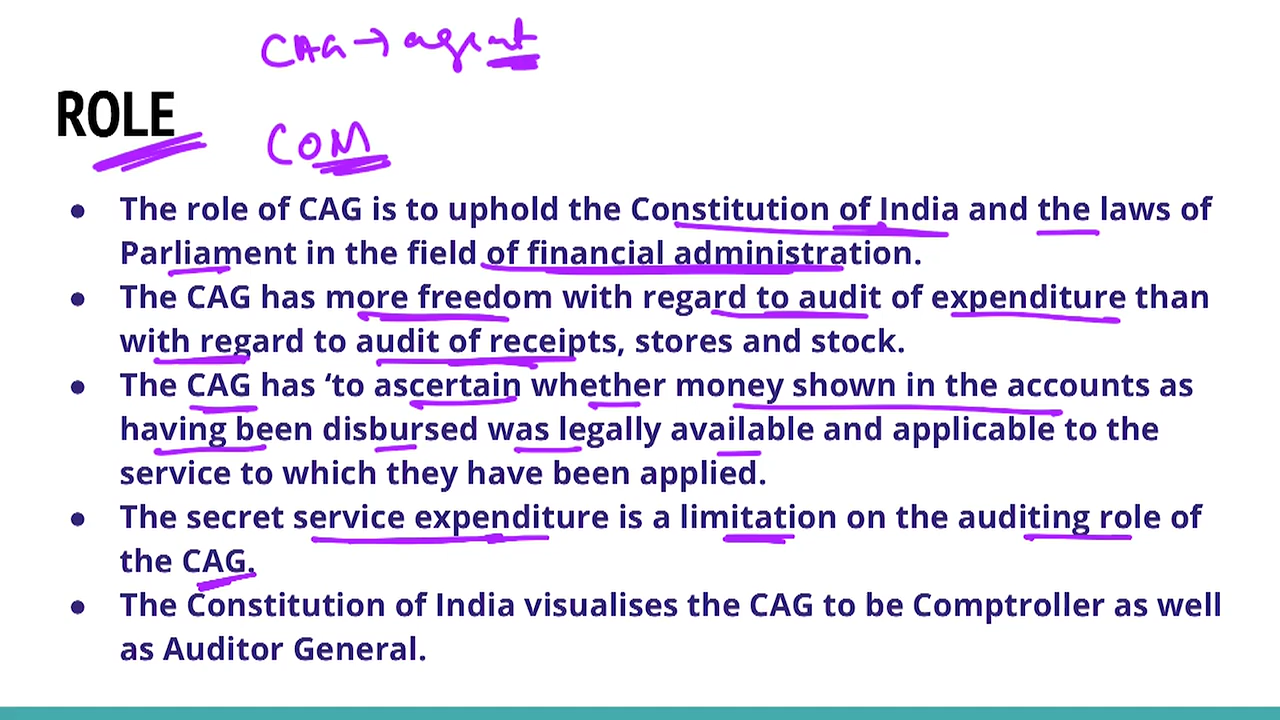 CAG → agent
ROLE
COM
● The role of CAG is to uphold the Constitution of India and the laws of
Parliament in the field of financial administration.
● The CAG has more freedom with regard to audit of expenditure than
with regard to audit of receipts, stores and stock.
● The CAG has ‘to ascertain whether money shown in the accounts as
having been disbursed was legally available and applicable to the
service to which they have been applied.
● The secret service expenditure is a limitation on the auditing role of
the CAG.
● The Constitution of India visualises the CAG to be Comptroller as well
as Auditor General.